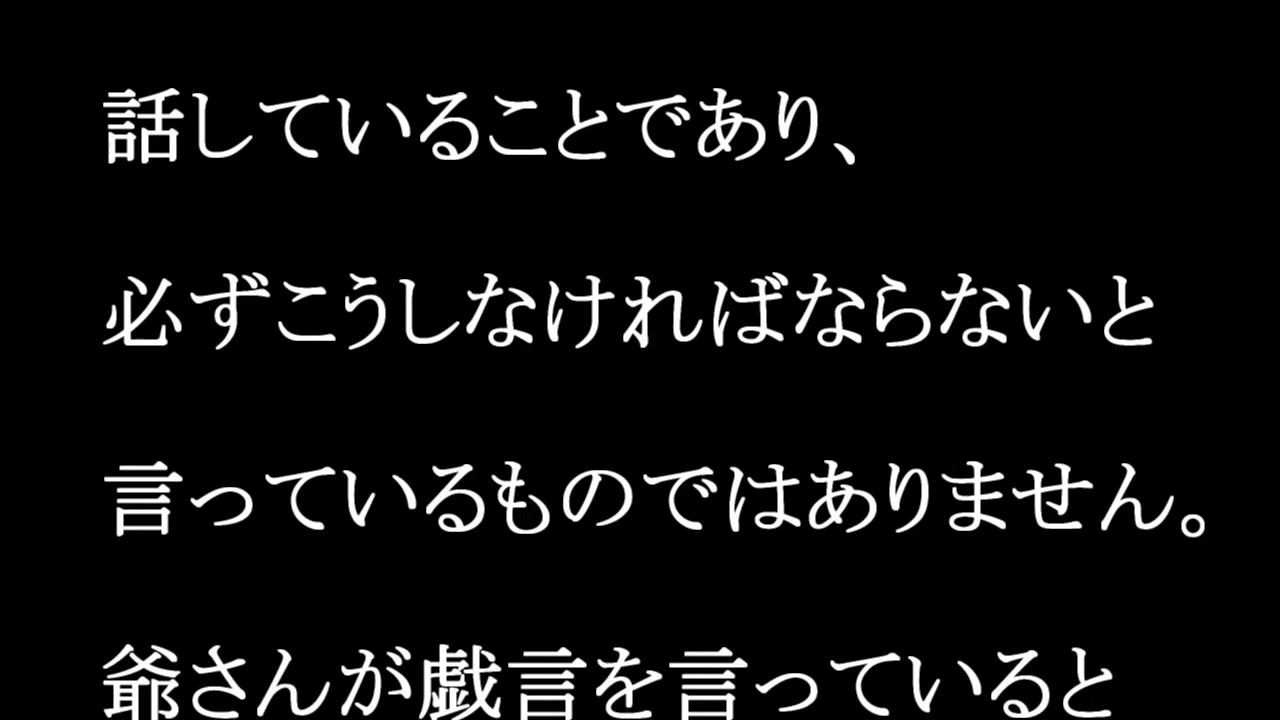 話していることであり、
必ずこうしなければならないと
言っているものではありません。
爺さんが戯言を言っていると